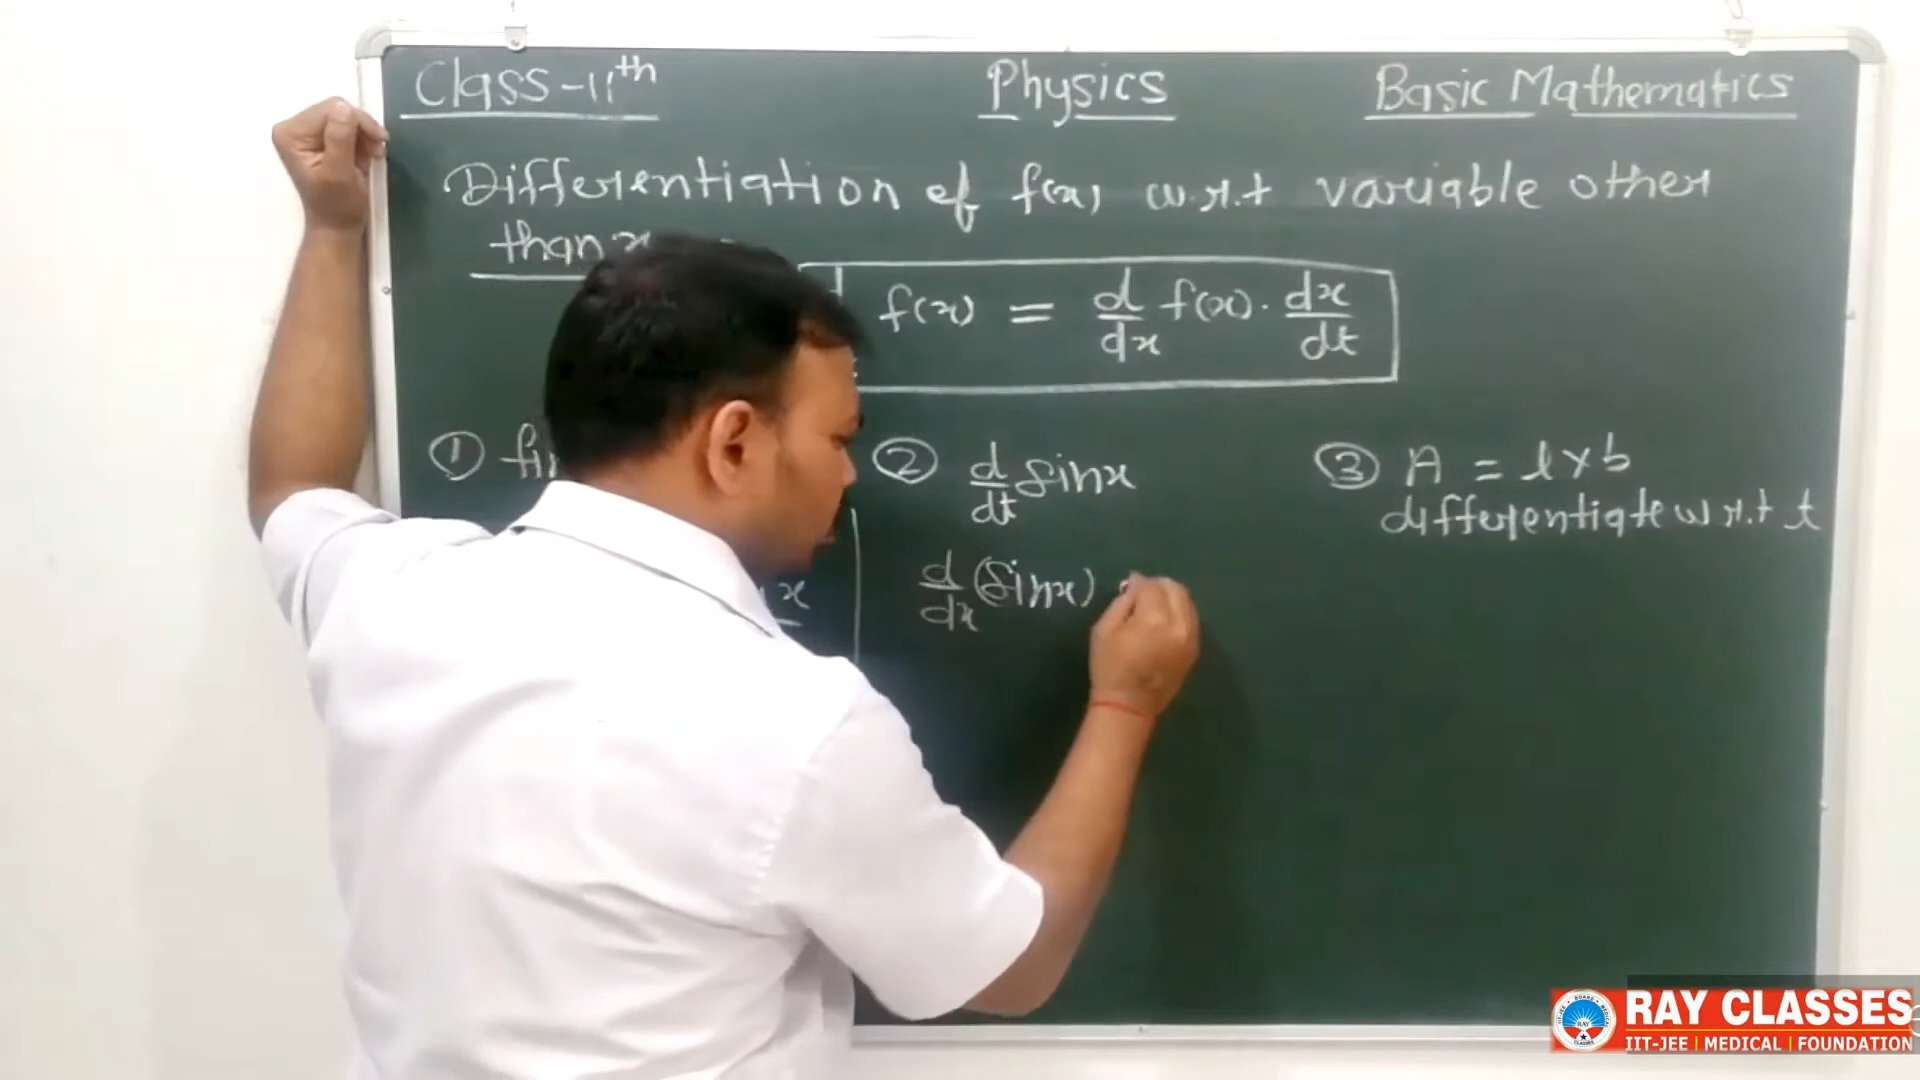 Class-11th Physics Basic Mathematics
Differentiation of f(x) w.r.t variable other
than x
f(x) = d/dx f(x) · dx/dt
① ② d/dt sinx ③ A = l×b
differentiate w.r.t t
x d/dx (sinx)
RAY CLASSES
IIT-JEE | MEDICAL | FOUNDATION